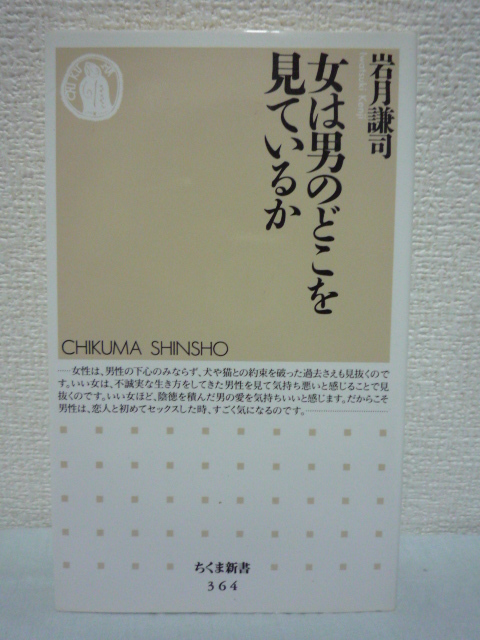 岩月謙司
Iwatsuki Kenji
女は男のどこを
見ているか
CHIKUMA SHINSHO
……女性は、男性の下心のみならず、犬や猫との約束を破った過去さえも見抜くので
す。いい女は、不誠実な生き方をしてきた男性を見て気持ち悪いと感じることで見
抜くのです。いい女ほど、陰徳を積んだ男の愛を気持ちいいと感じます。だからこそ
男性は、恋人と初めてセックスした時、すごく気になるのです。……………
ちくま新書
364